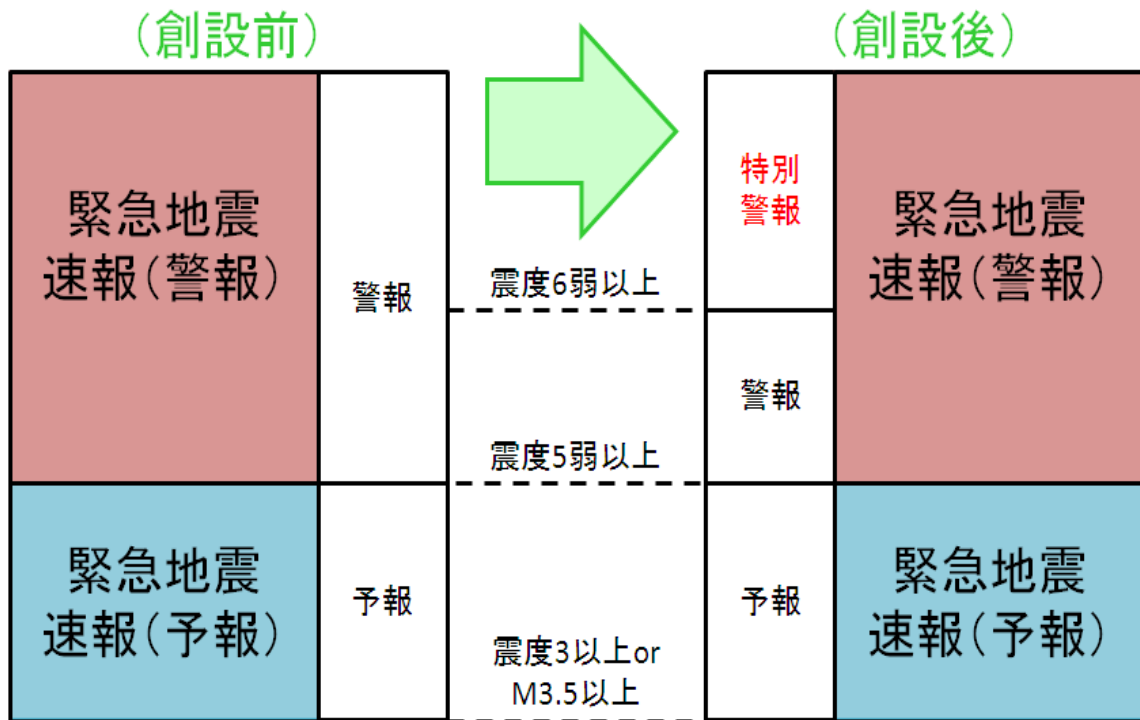 （創設前）
（創設後）
緊急地震
速報（警報）
警報
震度6弱以上
特別
警報
緊急地震
速報（警報）
警報
震度5弱以上
緊急地震
速報（予報）
予報
震度3以上or
M3.5以上
予報
緊急地震
速報（予報）